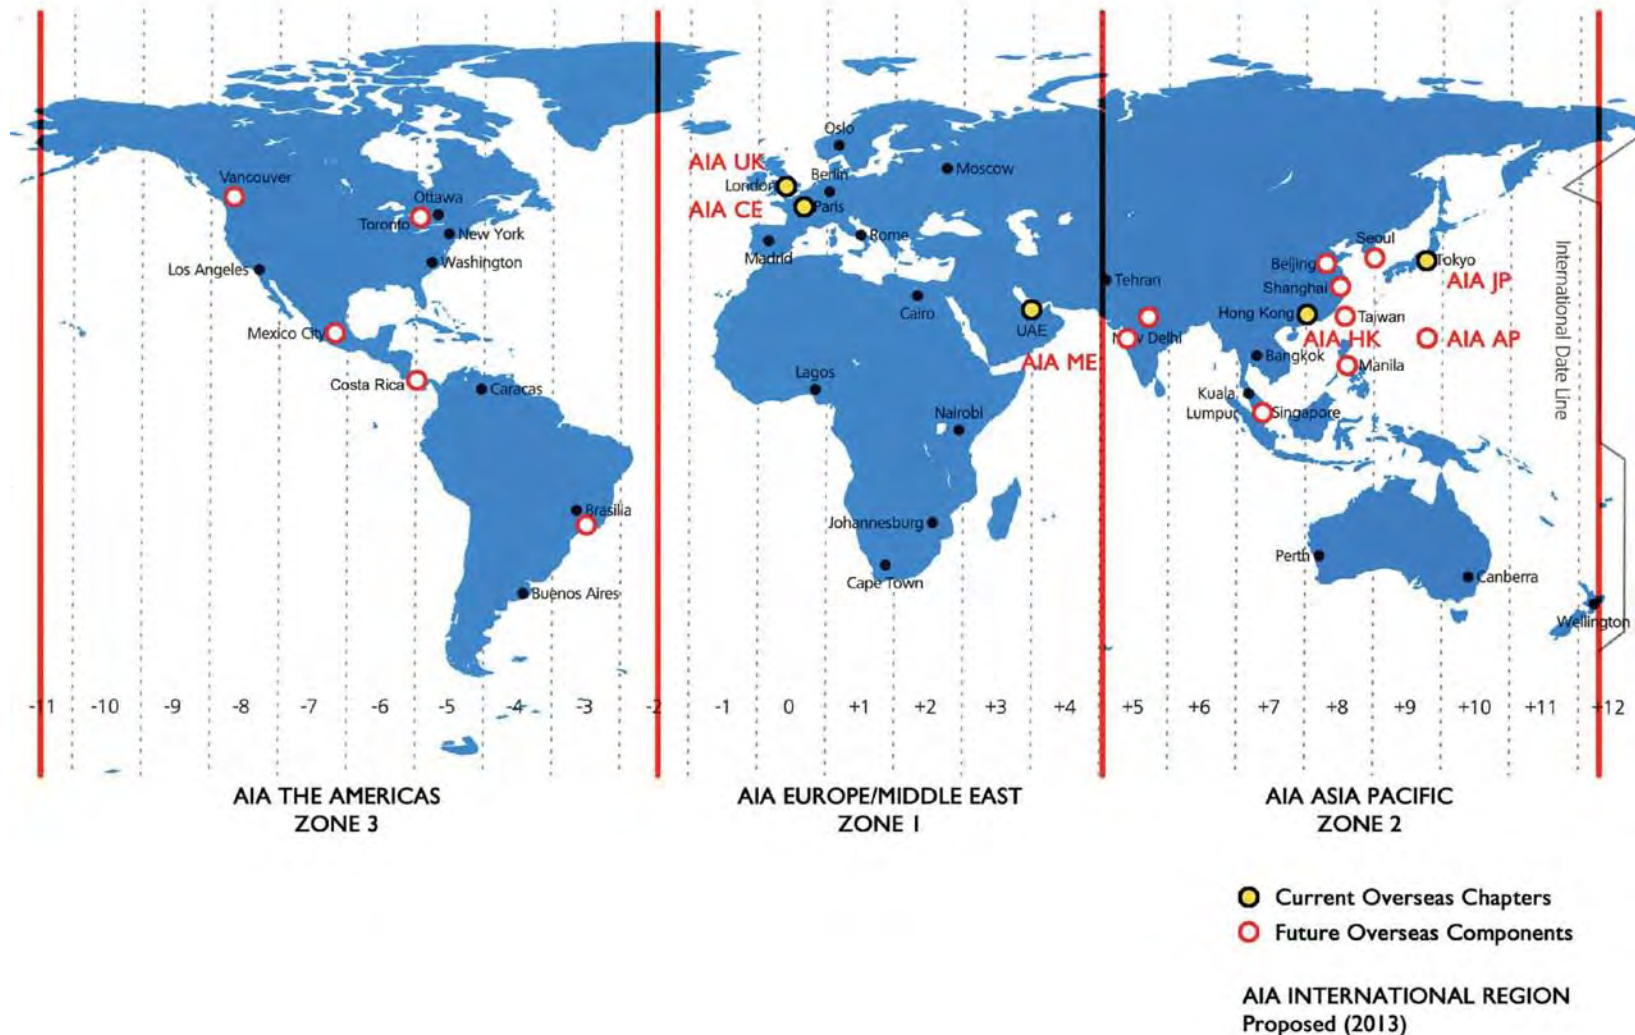 Oslo
AIA UK
Moscow
Vancouver
London
Berlin
Ottawa
AIA CE
Paris
Toronto
New York
Rome
Seoul
Madrid
Washington
Los Angeles
Beijing
Tokyo
Tehran
AIA JP
Shanghai
International Date Line
Cairo
UAE
Hong Kong
Taiwan
Mexico City
New Delhi
AIA HK
AIA AP
AIA ME
Bangkok
Manila
Lagos
Costa Rica
Caracas
Kuala
Lumpur
Singapore
Nairobi
Brasilia
Johannesburg
Perth
Cape Town
Canberra
Buenos Aires
Wellington
-11 -10 -9 -8 -7 -6 -5 -4 -3 -2 -1 0 +1 +2 +3 +4 +5 +6 +7 +8 +9 +10 +11 +12
AIA THE AMERICAS
ZONE 3
AIA EUROPE/MIDDLE EAST
ZONE 1
AIA ASIA PACIFIC
ZONE 2
Current Overseas Chapters
Future Overseas Components
AIA INTERNATIONAL REGION
Proposed (2013)